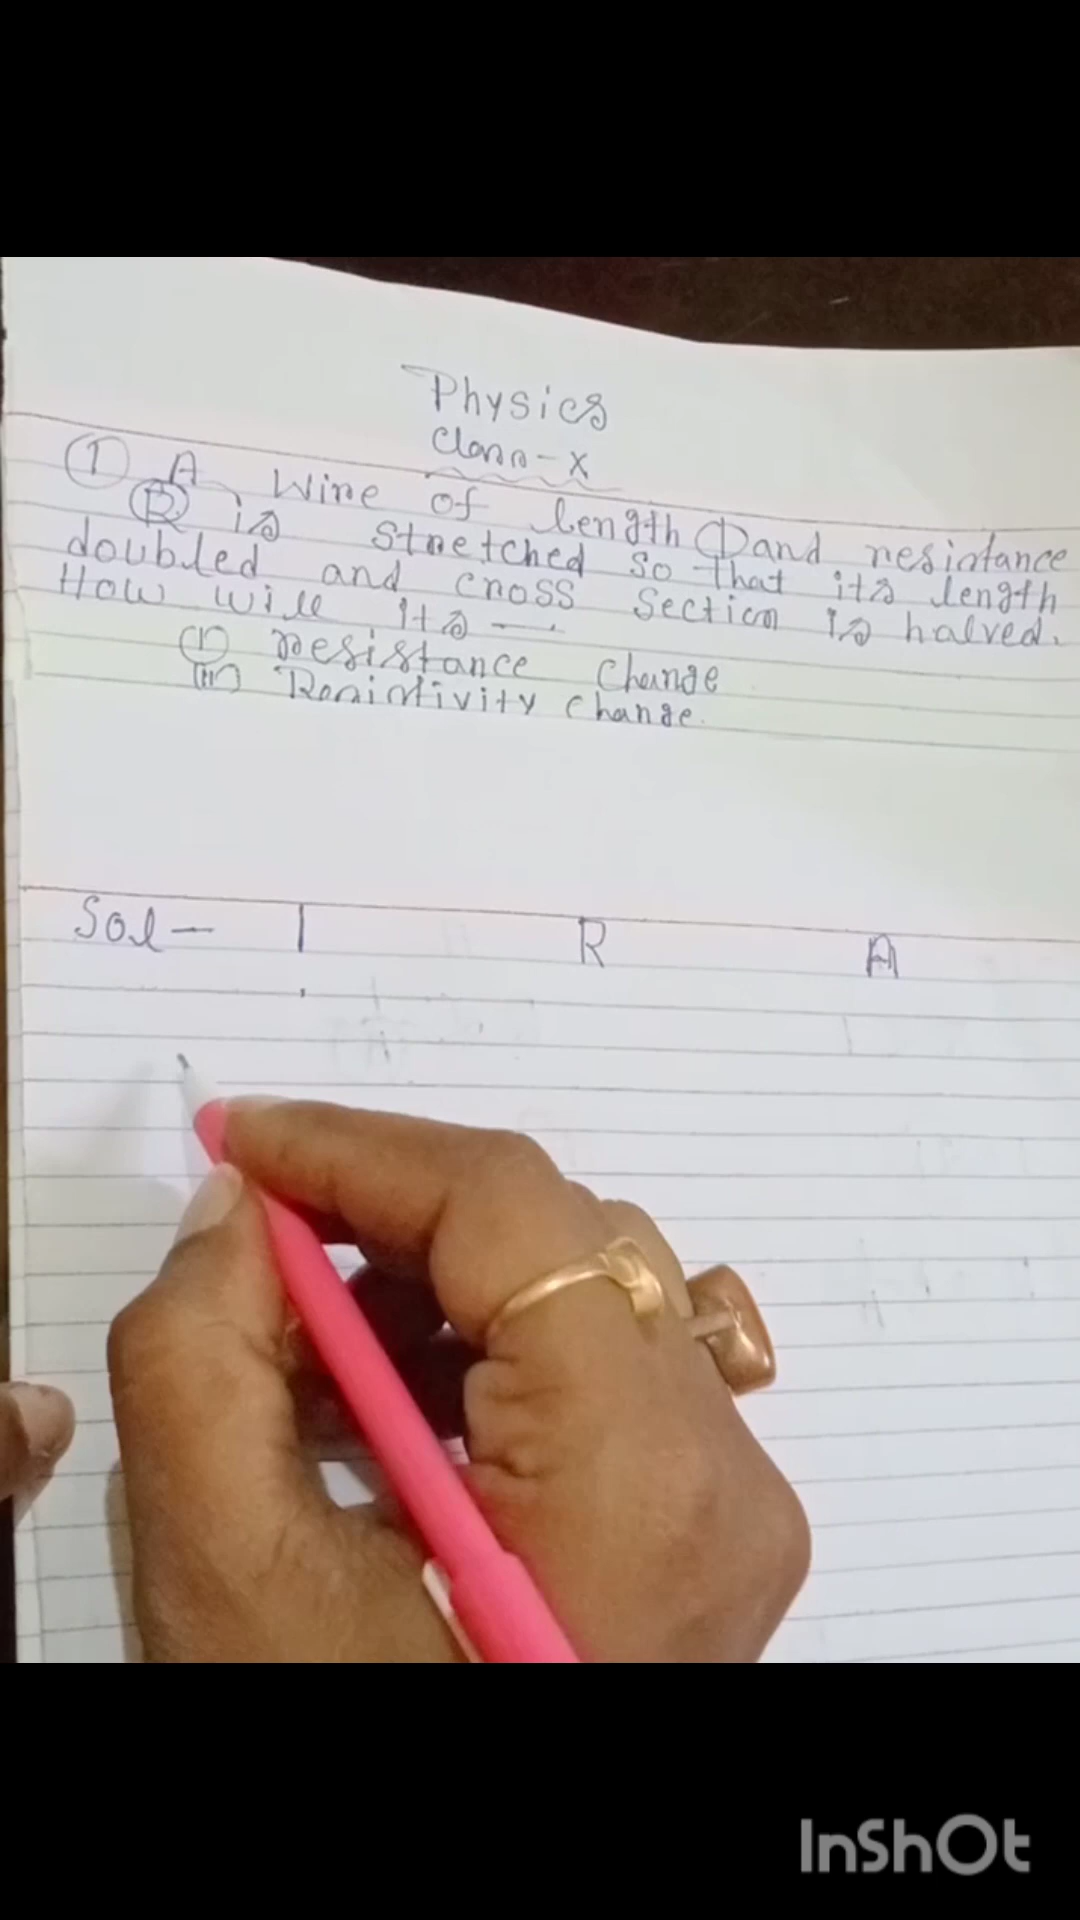 Physics
Class-X
① A wire of length ⓛ and resistance
Ⓡ is stretched so that its length
doubled and cross section is halved.
How will its —
(i) resistance change
(ii) Resistivity change.
Sol— l R A
InShOt